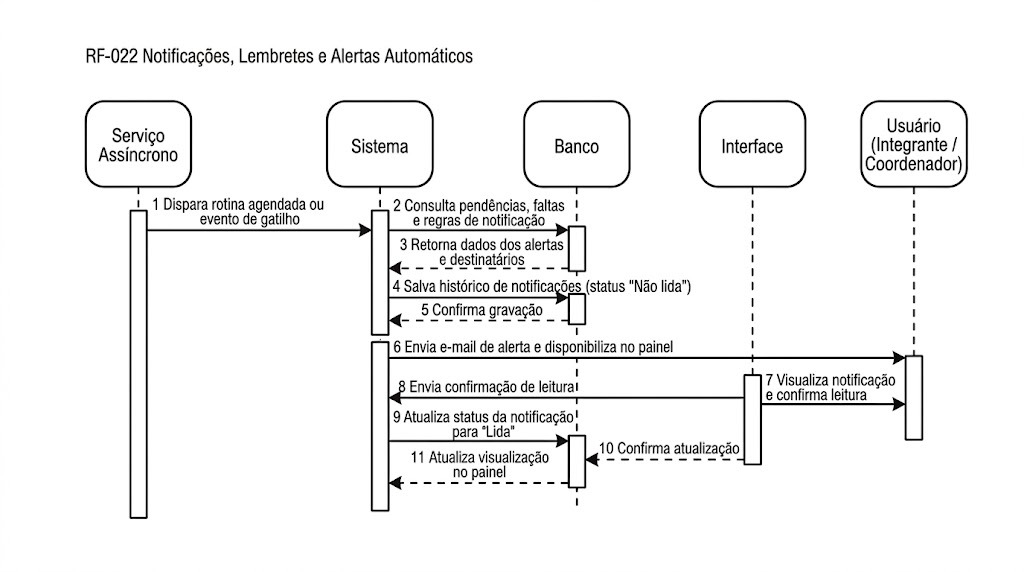 RF-022 Notificações, Lembretes e Alertas Automáticos
Serviço
Assíncrono
Sistema
Banco
Interface
Usuário
(Integrante /
Coordenador)
1 Dispara rotina agendada ou
evento de gatilho
2 Consulta pendências, faltas
e regras de notificação
3 Retorna dados dos alertas
e destinatários
4 Salva histórico de notificações (status "Não lida")
5 Confirma gravação
6 Envia e-mail de alerta e disponibiliza no painel
7 Visualiza notificação
e confirma leitura
8 Envia confirmação de leitura
9 Atualiza status da notificação
para "Lida"
10 Confirma atualização
11 Atualiza visualização
no painel